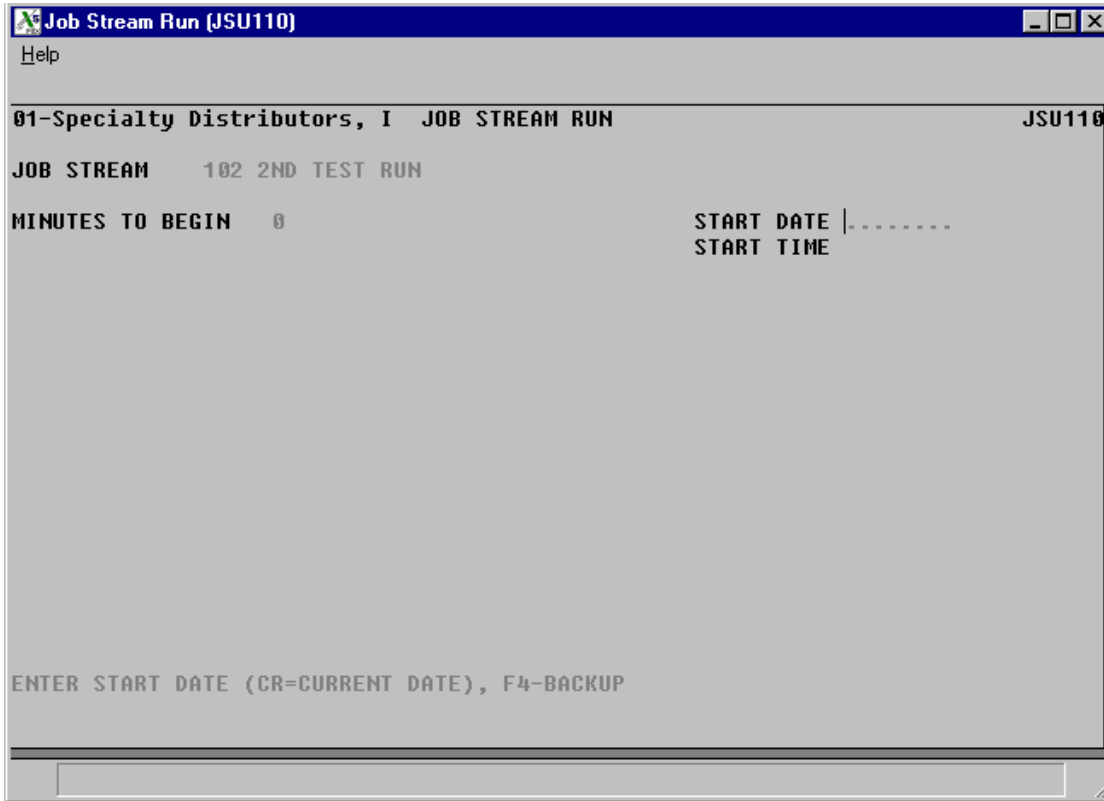 Job Stream Run (JSU110)
Help
01-Specialty Distributors, I JOB STREAM RUN JSU110
JOB STREAM 102 2ND TEST RUN
MINUTES TO BEGIN 0 START DATE ........
START TIME
ENTER START DATE (CR=CURRENT DATE), F4-BACKUP